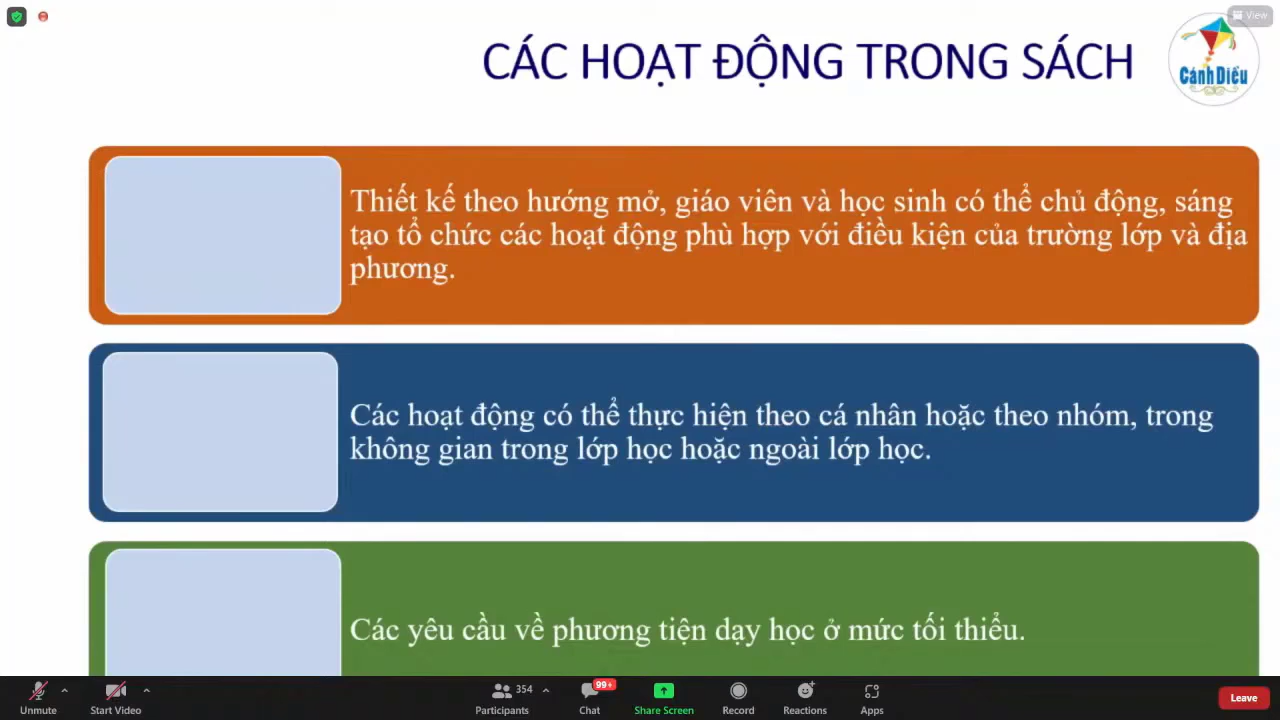 View
CÁC HOẠT ĐỘNG TRONG SÁCH
Cánh Diều
Thiết kế theo hướng mở, giáo viên và học sinh có thể chủ động, sáng
tạo tổ chức các hoạt động phù hợp với điều kiện của trường lớp và địa
phương.
Các hoạt động có thể thực hiện theo cá nhân hoặc theo nhóm, trong
không gian trong lớp học hoặc ngoài lớp học.
Các yêu cầu về phương tiện dạy học ở mức tối thiểu.
Unmute
Start Video
354
Participants
99+
Chat
Share Screen
Record
Reactions
Apps
Leave